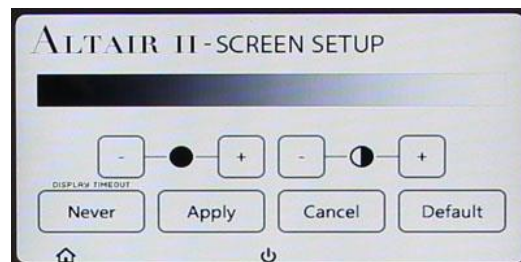 ALTAIR II - SCREEN SETUP
- + - +
DISPLAY TIMEOUT
Never Apply Cancel Default